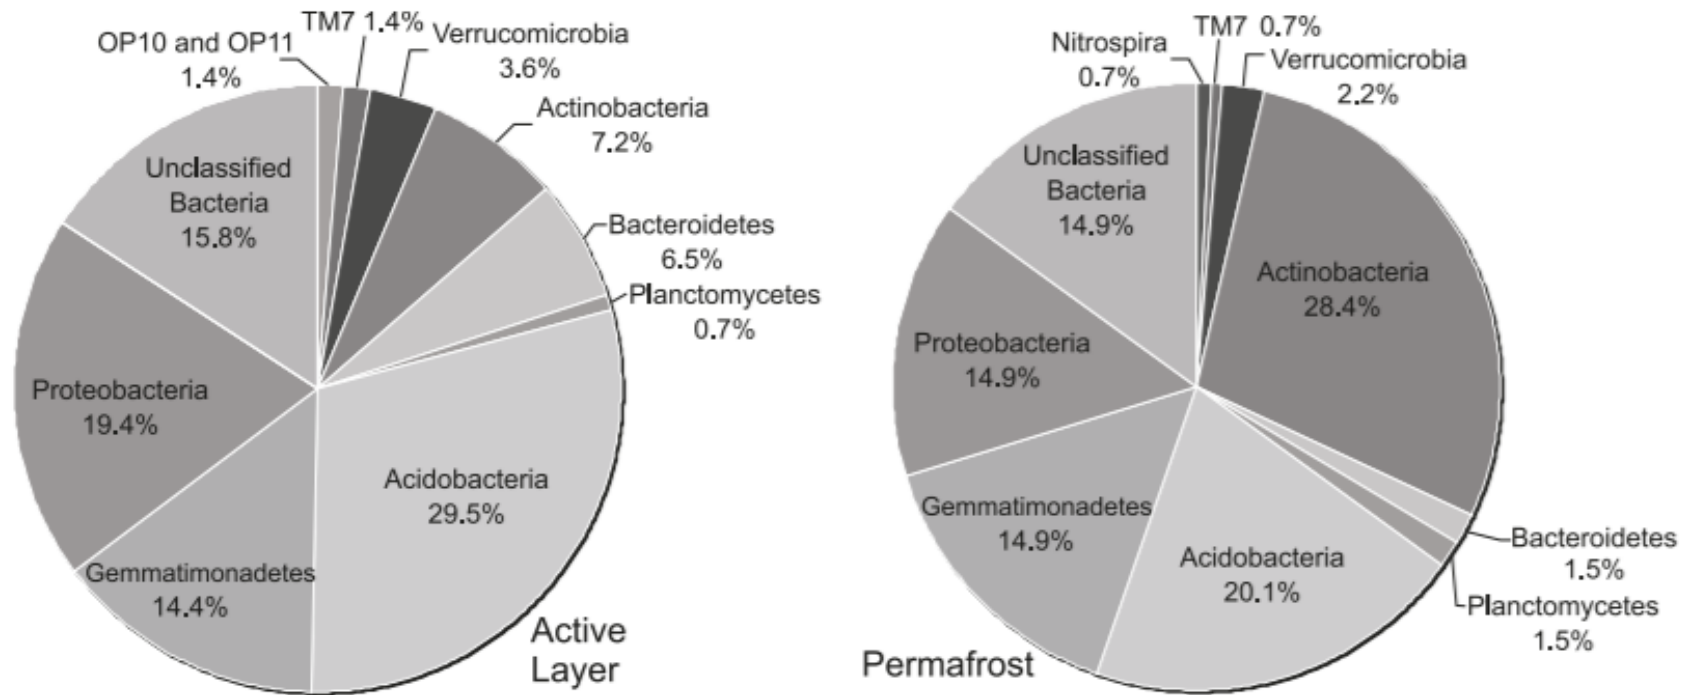 TM7 1.4%
OP10 and OP11
1.4%
Verrucomicrobia
3.6%
Actinobacteria
7.2%
Bacteroidetes
6.5%
Planctomycetes
0.7%
Acidobacteria
29.5%
Gemmatimonadetes
14.4%
Proteobacteria
19.4%
Unclassified
Bacteria
15.8%
Active
Layer
TM7 0.7%
Nitrospira
0.7%
Verrucomicrobia
2.2%
Actinobacteria
28.4%
Bacteroidetes
1.5%
Planctomycetes
1.5%
Acidobacteria
20.1%
Gemmatimonadetes
14.9%
Proteobacteria
14.9%
Unclassified
Bacteria
14.9%
Permafrost